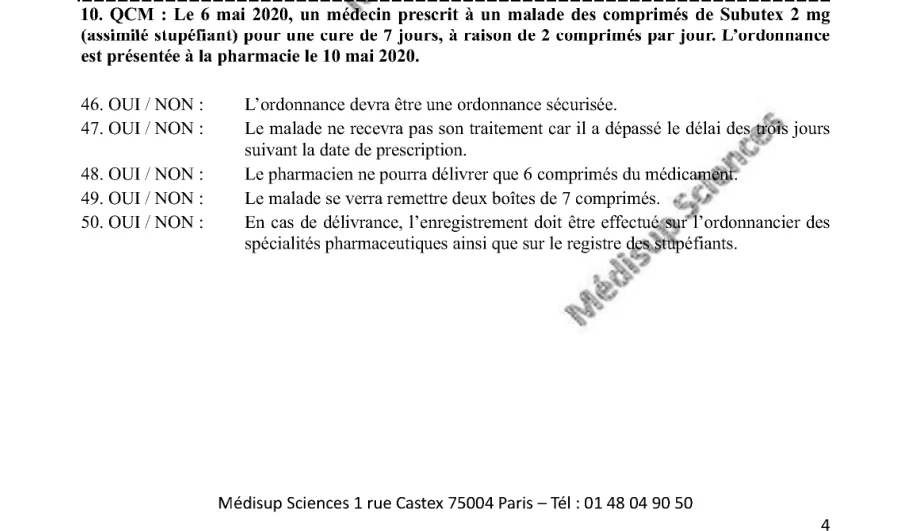 10. QCM : Le 6 mai 2020, un médecin prescrit à un malade des comprimés de Subutex 2 mg
(assimilé stupéfiant) pour une cure de 7 jours, à raison de 2 comprimés par jour. L’ordonnance
est présentée à la pharmacie le 10 mai 2020.
46. OUI / NON : L’ordonnance devra être une ordonnance sécurisée.
47. OUI / NON : Le malade ne recevra pas son traitement car il a dépassé le délai des trois jours
suivant la date de prescription.
48. OUI / NON : Le pharmacien ne pourra délivrer que 6 comprimés du médicament.
49. OUI / NON : Le malade se verra remettre deux boîtes de 7 comprimés.
50. OUI / NON : En cas de délivrance, l’enregistrement doit être effectué sur l’ordonnancier des
spécialités pharmaceutiques ainsi que sur le registre des stupéfiants.
Médisup Sciences
Médisup Sciences 1 rue Castex 75004 Paris – Tél : 01 48 04 90 50
4